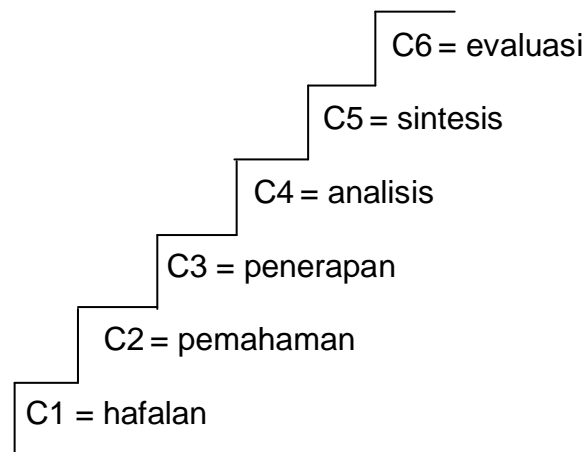 C6 = evaluasi
C5 = sintesis
C4 = analisis
C3 = penerapan
C2 = pemahaman
C1 = hafalan